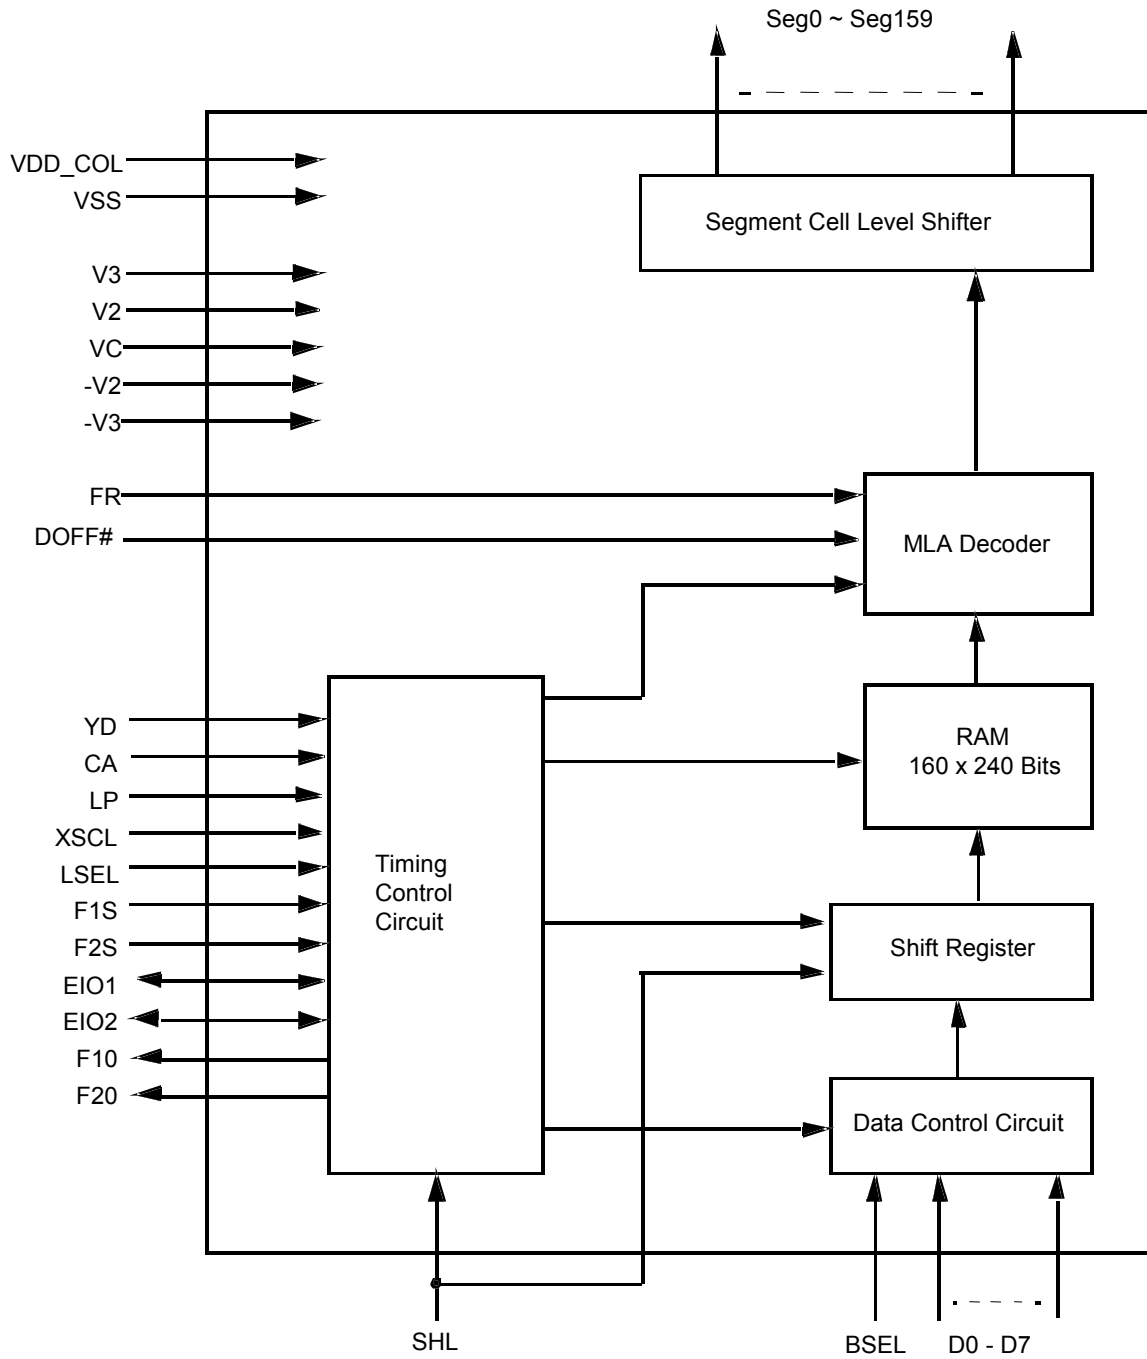 Seg0 ~ Seg159
VDD_COL
VSS
Segment Cell Level Shifter
V3
V2
VC
-V2
-V3
FR
DOFF#
MLA Decoder
YD
CA
LP
XSCL
LSEL
F1S
F2S
EIO1
EIO2
F10
F20
Timing
Control
Circuit
RAM
160 x 240 Bits
Shift Register
Data Control Circuit
SHL
BSEL
D0 - D7